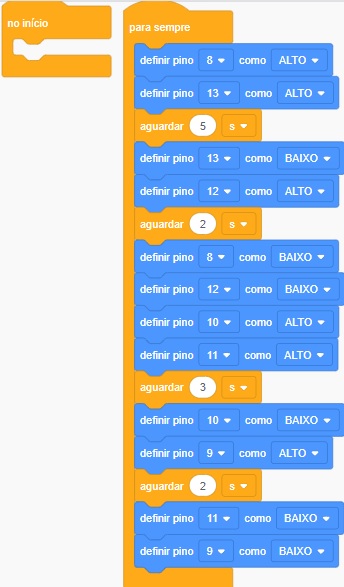 no início
para sempre
definir pino 8 como ALTO
definir pino 13 como ALTO
aguardar 5 s
definir pino 13 como BAIXO
definir pino 12 como ALTO
aguardar 2 s
definir pino 8 como BAIXO
definir pino 12 como BAIXO
definir pino 10 como ALTO
definir pino 11 como ALTO
aguardar 3 s
definir pino 10 como BAIXO
definir pino 9 como ALTO
aguardar 2 s
definir pino 11 como BAIXO
definir pino 9 como BAIXO